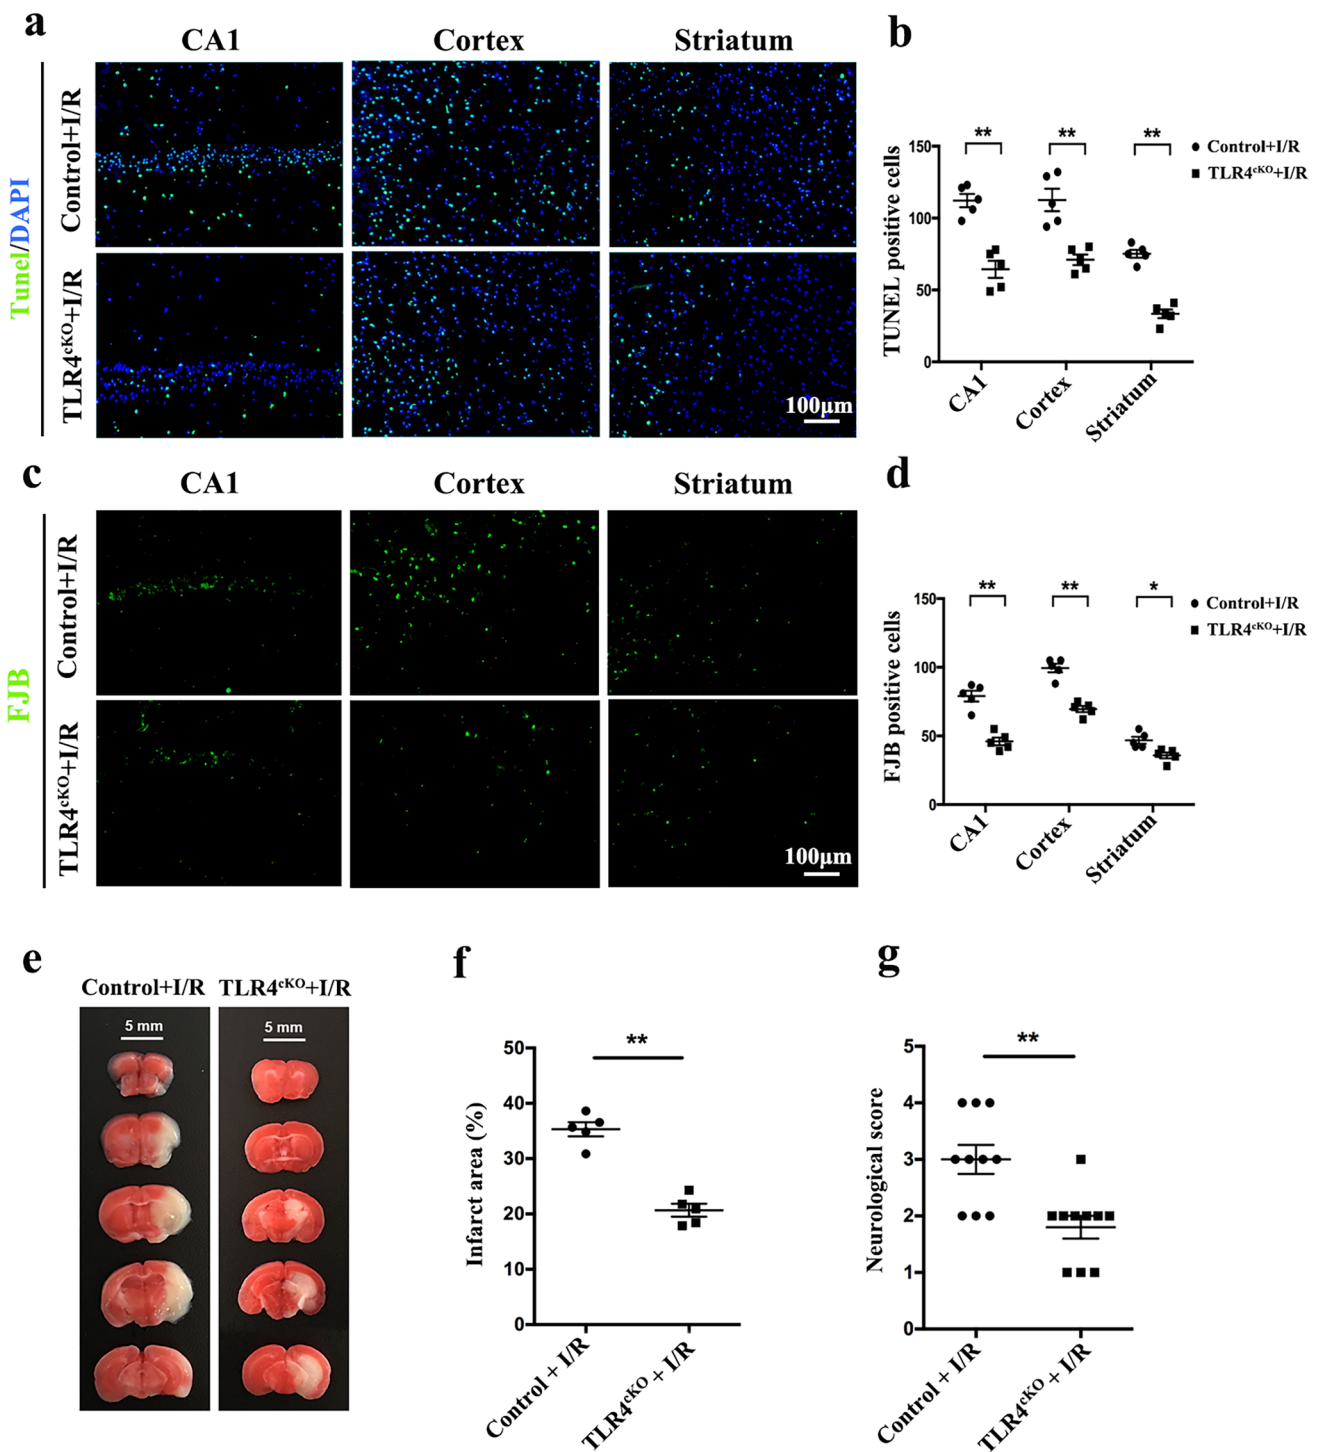 a
CA1 Cortex Striatum
Tunel/DAPI
Control+I/R
TLR4cKO+I/R
100μm
b
TUNEL positive cells
150
100
50
0
** ** **
Control+I/R
TLR4cKO+I/R
CA1
Cortex
Striatum
c
CA1 Cortex Striatum
FJB
Control+I/R
TLR4cKO+I/R
100μm
d
FJB positive cells
150
100
50
0
** ** *
Control+I/R
TLR4cKO+I/R
CA1
Cortex
Striatum
e
Control+I/R TLR4cKO+I/R
5 mm 5 mm
f
Infarct area (%)
50
40
30
20
10
0
**
Control + I/R
TLR4cKO + I/R
g
Neurological score
5
4
3
2
1
0
**
Control + I/R
TLR4cKO + I/R